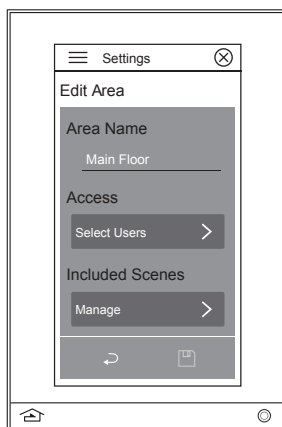 Settings
Edit Area
Area Name
Main Floor
Access
Select Users
Included Scenes
Manage